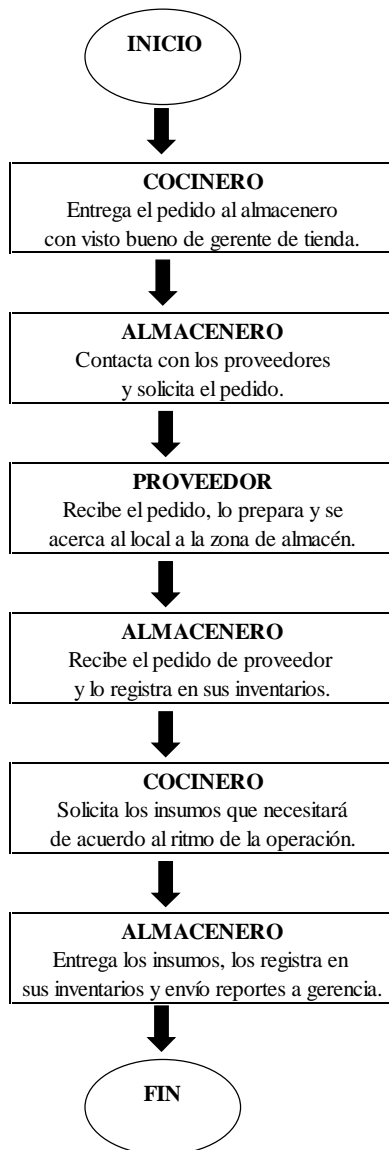 INICIO
COCINERO
Entrega el pedido al almacenero
con visto bueno de gerente de tienda.
ALMACENERO
Contacta con los proveedores
y solicita el pedido.
PROVEEDOR
Recibe el pedido, lo prepara y se
acerca al local a la zona de almacén.
ALMACENERO
Recibe el pedido de proveedor
y lo registra en sus inventarios.
COCINERO
Solicita los insumos que necesitará
de acuerdo al ritmo de la operación.
ALMACENERO
Entrega los insumos, los registra en
sus inventarios y envío reportes a gerencia.
FIN